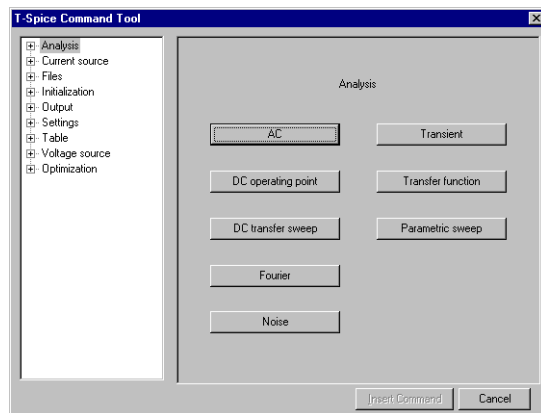 T-Spice Command Tool
Analysis
Current source
Files
Initialization
Output
Settings
Table
Voltage source
Optimization
Analysis
AC
Transient
DC operating point
Transfer function
DC transfer sweep
Parametric sweep
Fourier
Noise
Insert Command
Cancel